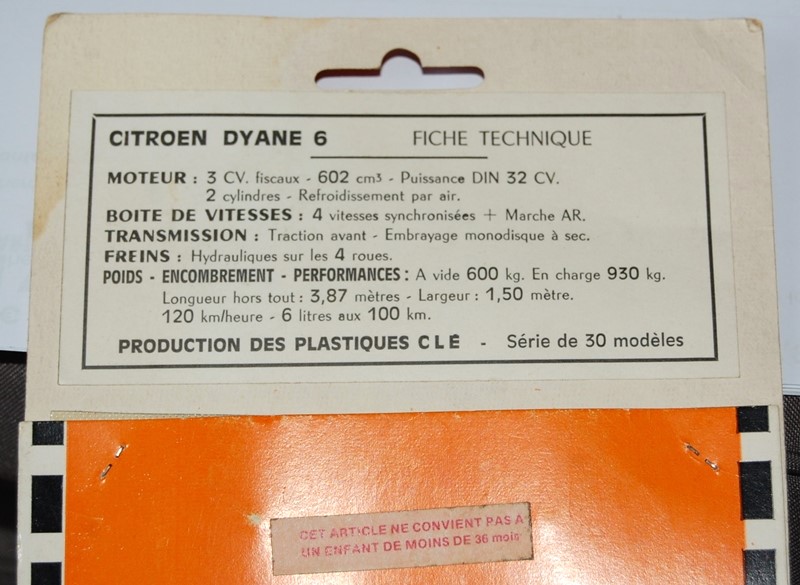 CITROEN DYANE 6 FICHE TECHNIQUE
MOTEUR : 3 CV. fiscaux - 602 cm3 - Puissance DIN 32 CV.
2 cylindres - Refroidissement par air.
BOITE DE VITESSES : 4 vitesses synchronisées + Marche AR.
TRANSMISSION : Traction avant - Embrayage monodisque à sec.
FREINS : Hydrauliques sur les 4 roues.
POIDS - ENCOMBREMENT - PERFORMANCES : A vide 600 kg. En charge 930 kg.
Longueur hors tout : 3,87 mètres - Largeur : 1,50 mètre.
120 km/heure - 6 litres aux 100 km.
PRODUCTION DES PLASTIQUES CLÉ - Série de 30 modèles
CET ARTICLE NE CONVIENT PAS A
UN ENFANT DE MOINS DE 36 mois